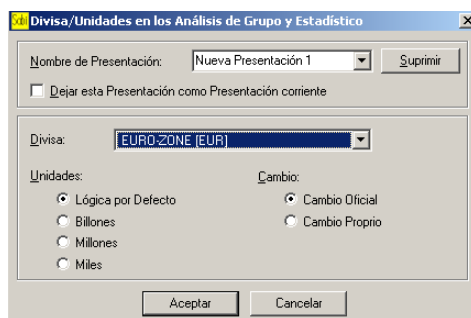 Sabi Divisa/Unidades en los Análisis de Grupo y Estadístico
Nombre de Presentación: Nueva Presentación 1 Suprimir
Dejar esta Presentación como Presentación corriente
Divisa: EURO-ZONE [EUR]
Unidades: Cambio:
Lógica por Defecto Cambio Oficial
Billones Cambio Proprio
Millones
Miles
Aceptar Cancelar